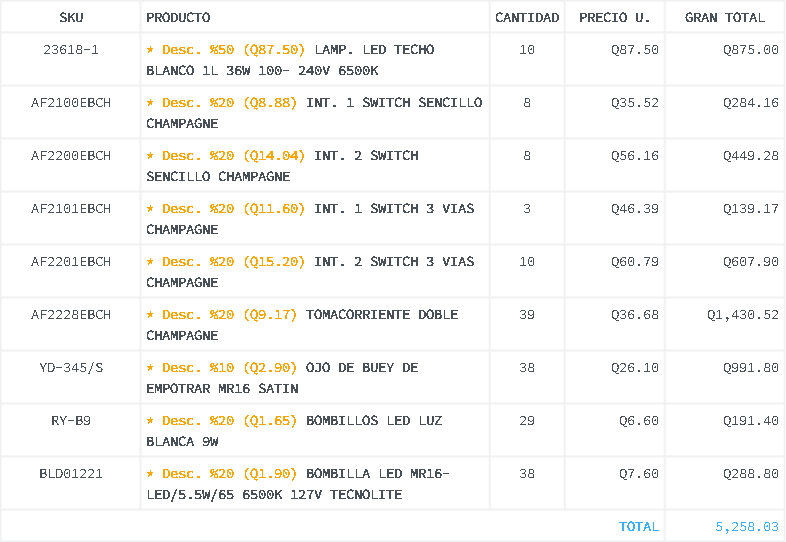 SKU PRODUCTO CANTIDAD PRECIO U. GRAN TOTAL
23618-1 ★ Desc. %50 (Q87.50) LAMP. LED TECHO 10 Q87.50 Q875.00
BLANCO 1L 36W 100- 240V 6500K
AF2100EBCH ★ Desc. %20 (Q8.88) INT. 1 SWITCH SENCILLO 8 Q35.52 Q284.16
CHAMPAGNE
AF2200EBCH ★ Desc. %20 (Q14.04) INT. 2 SWITCH 8 Q56.16 Q449.28
SENCILLO CHAMPAGNE
AF2101EBCH ★ Desc. %20 (Q11.60) INT. 1 SWITCH 3 VIAS 3 Q46.39 Q139.17
CHAMPAGNE
AF2201EBCH ★ Desc. %20 (Q15.20) INT. 2 SWITCH 3 VIAS 10 Q60.79 Q607.90
CHAMPAGNE
AF2228EBCH ★ Desc. %20 (Q9.17) TOMACORRIENTE DOBLE 39 Q36.68 Q1,430.52
CHAMPAGNE
YD-345/S ★ Desc. %10 (Q2.90) OJO DE BUEY DE 38 Q26.10 Q991.80
EMPOTRAR MR16 SATIN
RY-B9 ★ Desc. %20 (Q1.65) BOMBILLOS LED LUZ 29 Q6.60 Q191.40
BLANCA 9W
BLD01221 ★ Desc. %20 (Q1.90) BOMBILLA LED MR16- 38 Q7.60 Q288.80
LED/5.5W/65 6500K 127V TECNOLITE
TOTAL 5,258.03